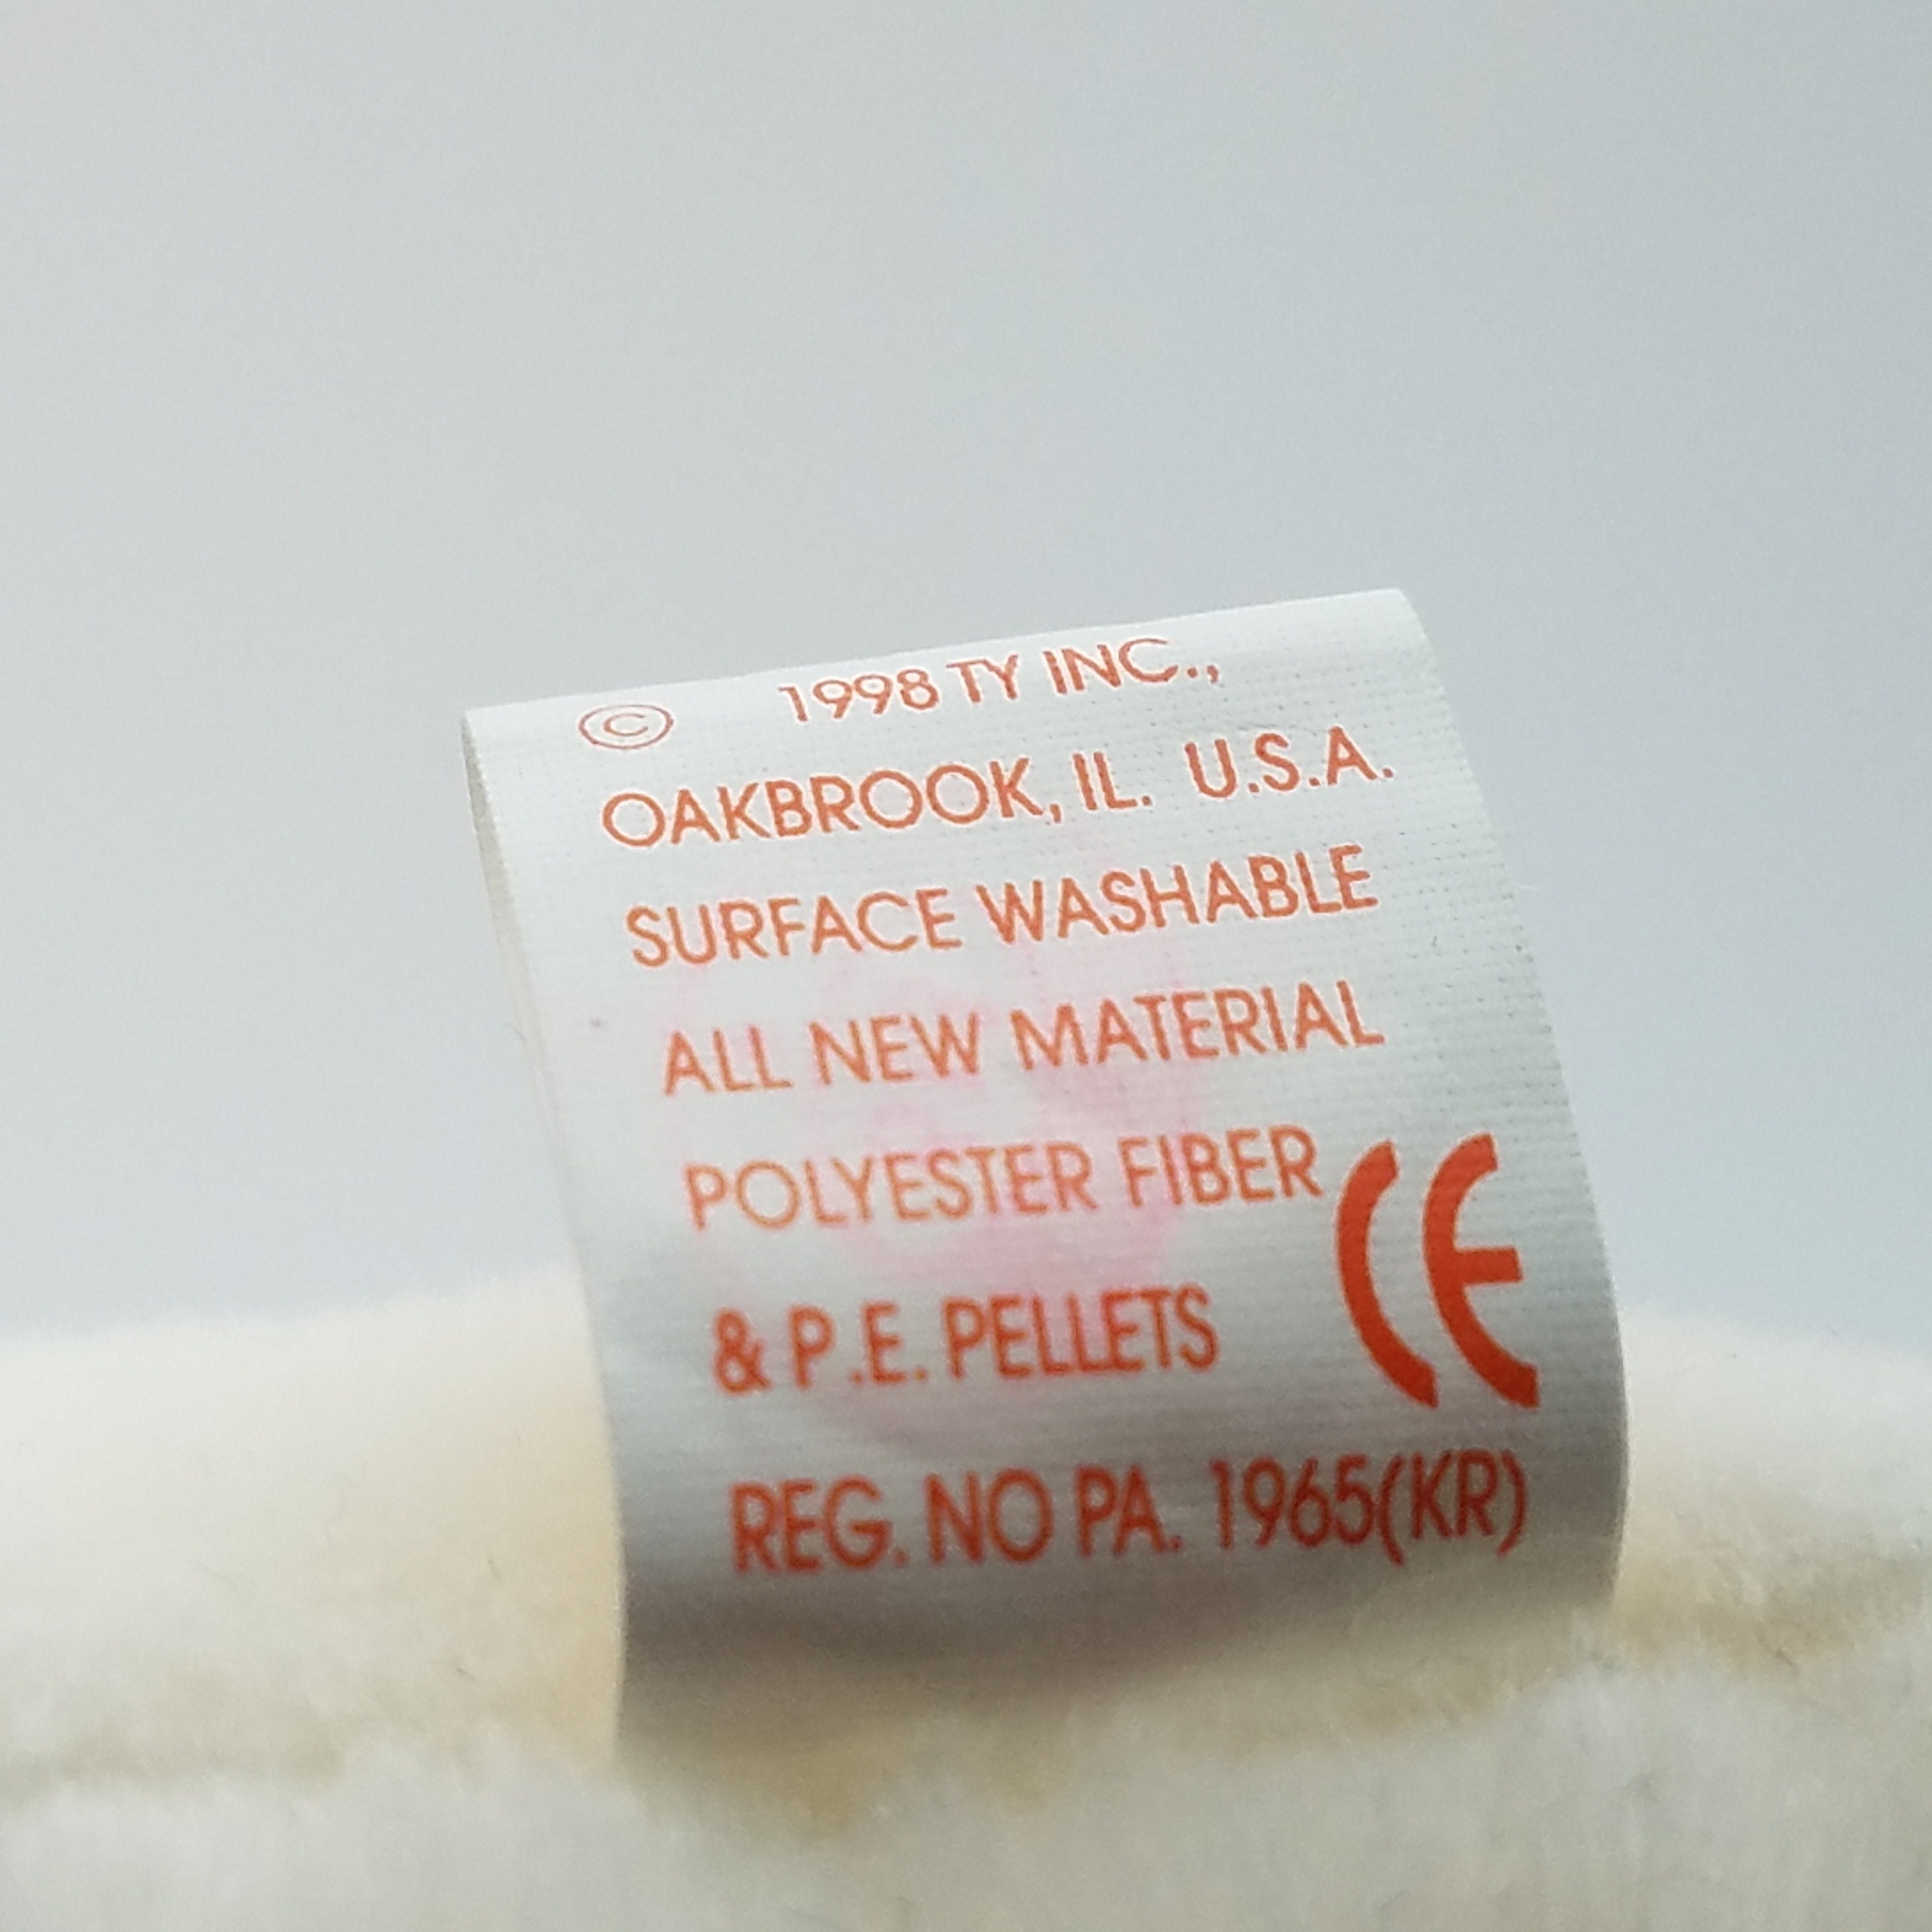 © 1998 TY INC.,
OAKBROOK, IL. U.S.A.
SURFACE WASHABLE
ALL NEW MATERIAL
POLYESTER FIBER
& P.E. PELLETS CE
REG. NO PA. 1965(KR)